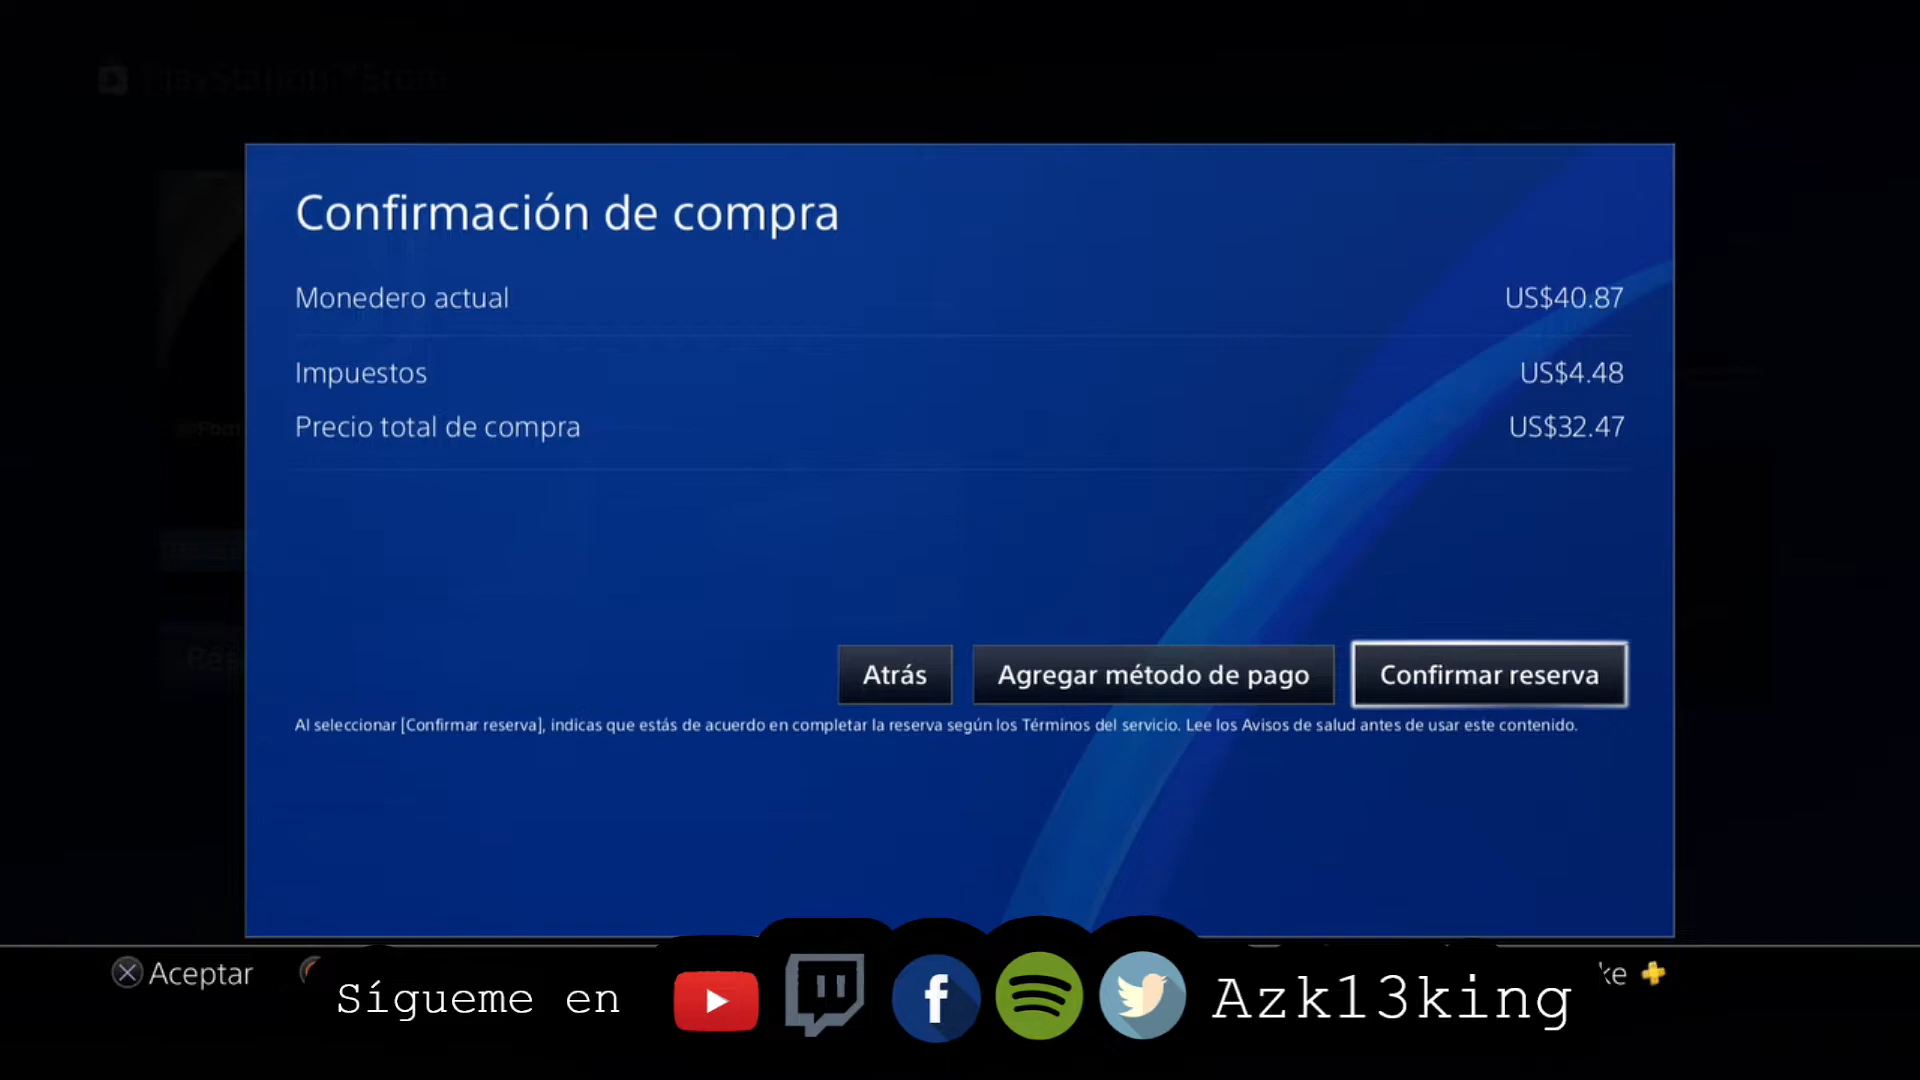 PlayStation Store
Confirmación de compra
Monedero actual
US$40.87
Impuestos
US$4.48
Precio total de compra
US$32.47
Atrás
Agregar método de pago
Confirmar reserva
Al seleccionar [Confirmar reserva], indicas que estás de acuerdo en completar la reserva según los Términos del servicio. Lee los Avisos de salud antes de usar este contenido.
Aceptar
Sígueme en
Azk13king